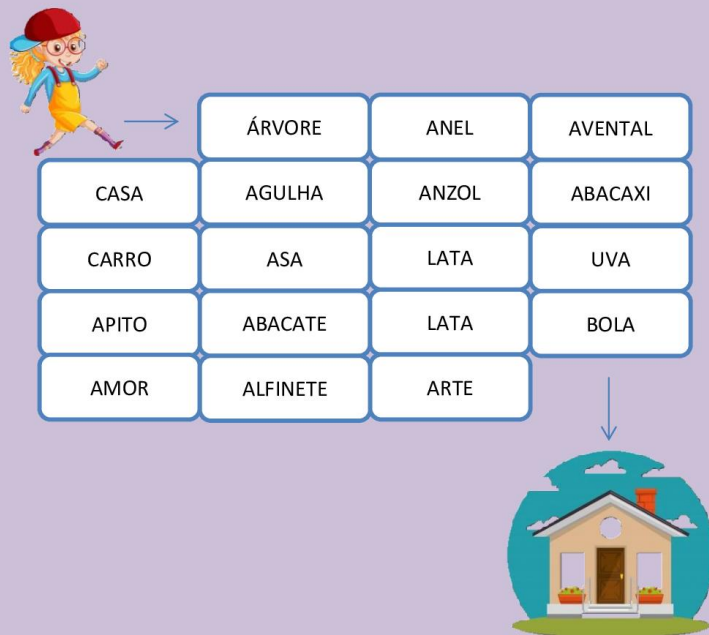 ÁRVORE ANEL AVENTAL
CASA AGULHA ANZOL ABACAXI
CARRO ASA LATA UVA
APITO ABACATE LATA BOLA
AMOR ALFINETE ARTE